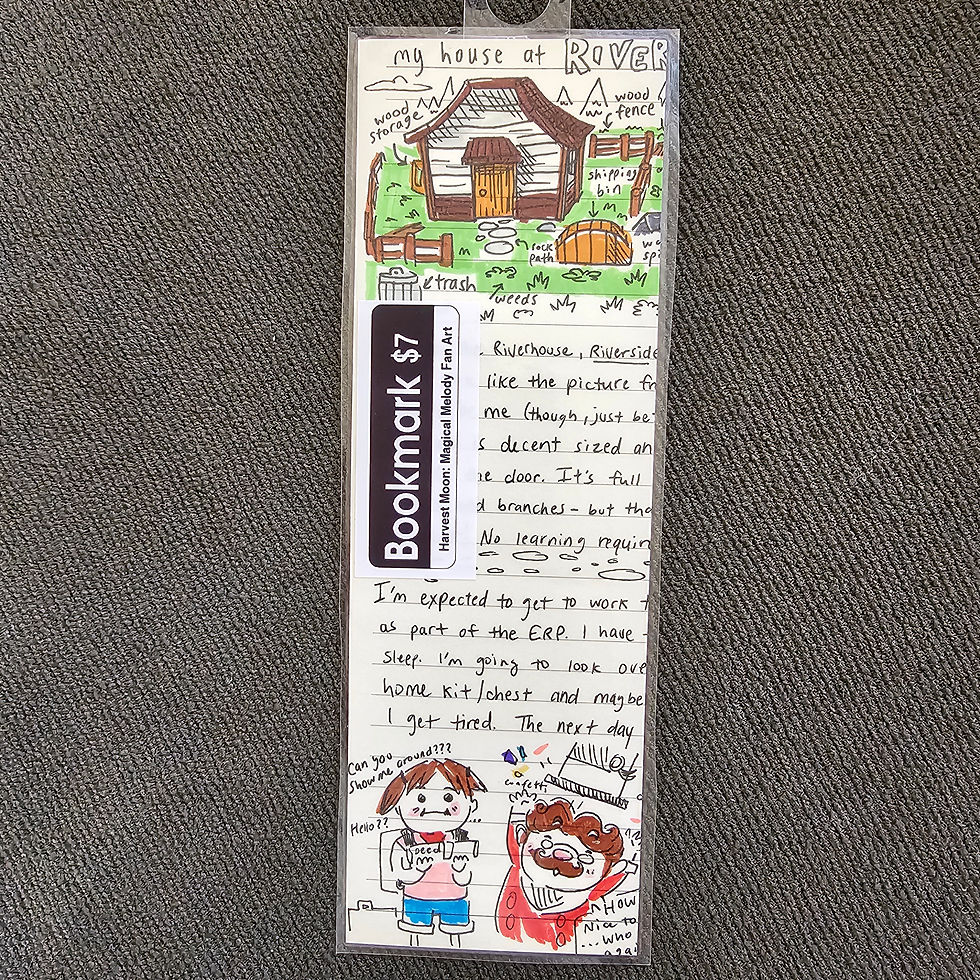 my house at RIVER
wood
storage
wood
fence
shipping
bin
rock
path
trash
weeds
Bookmark $7
Harvest Moon: Magical Melody Fan Art
Riverhouse, Riverside
like the picture
me (though, just be
decent sized an
door. It's full
branches - but
No learning requir
I'm expected to get to work
as part of the ERP. I have
sleep. I'm going to look ove
home kit/chest and maybe
I get tired. The next day
Can you
show me around???
Hello??
Deed
confetti
How
Nice to
...who